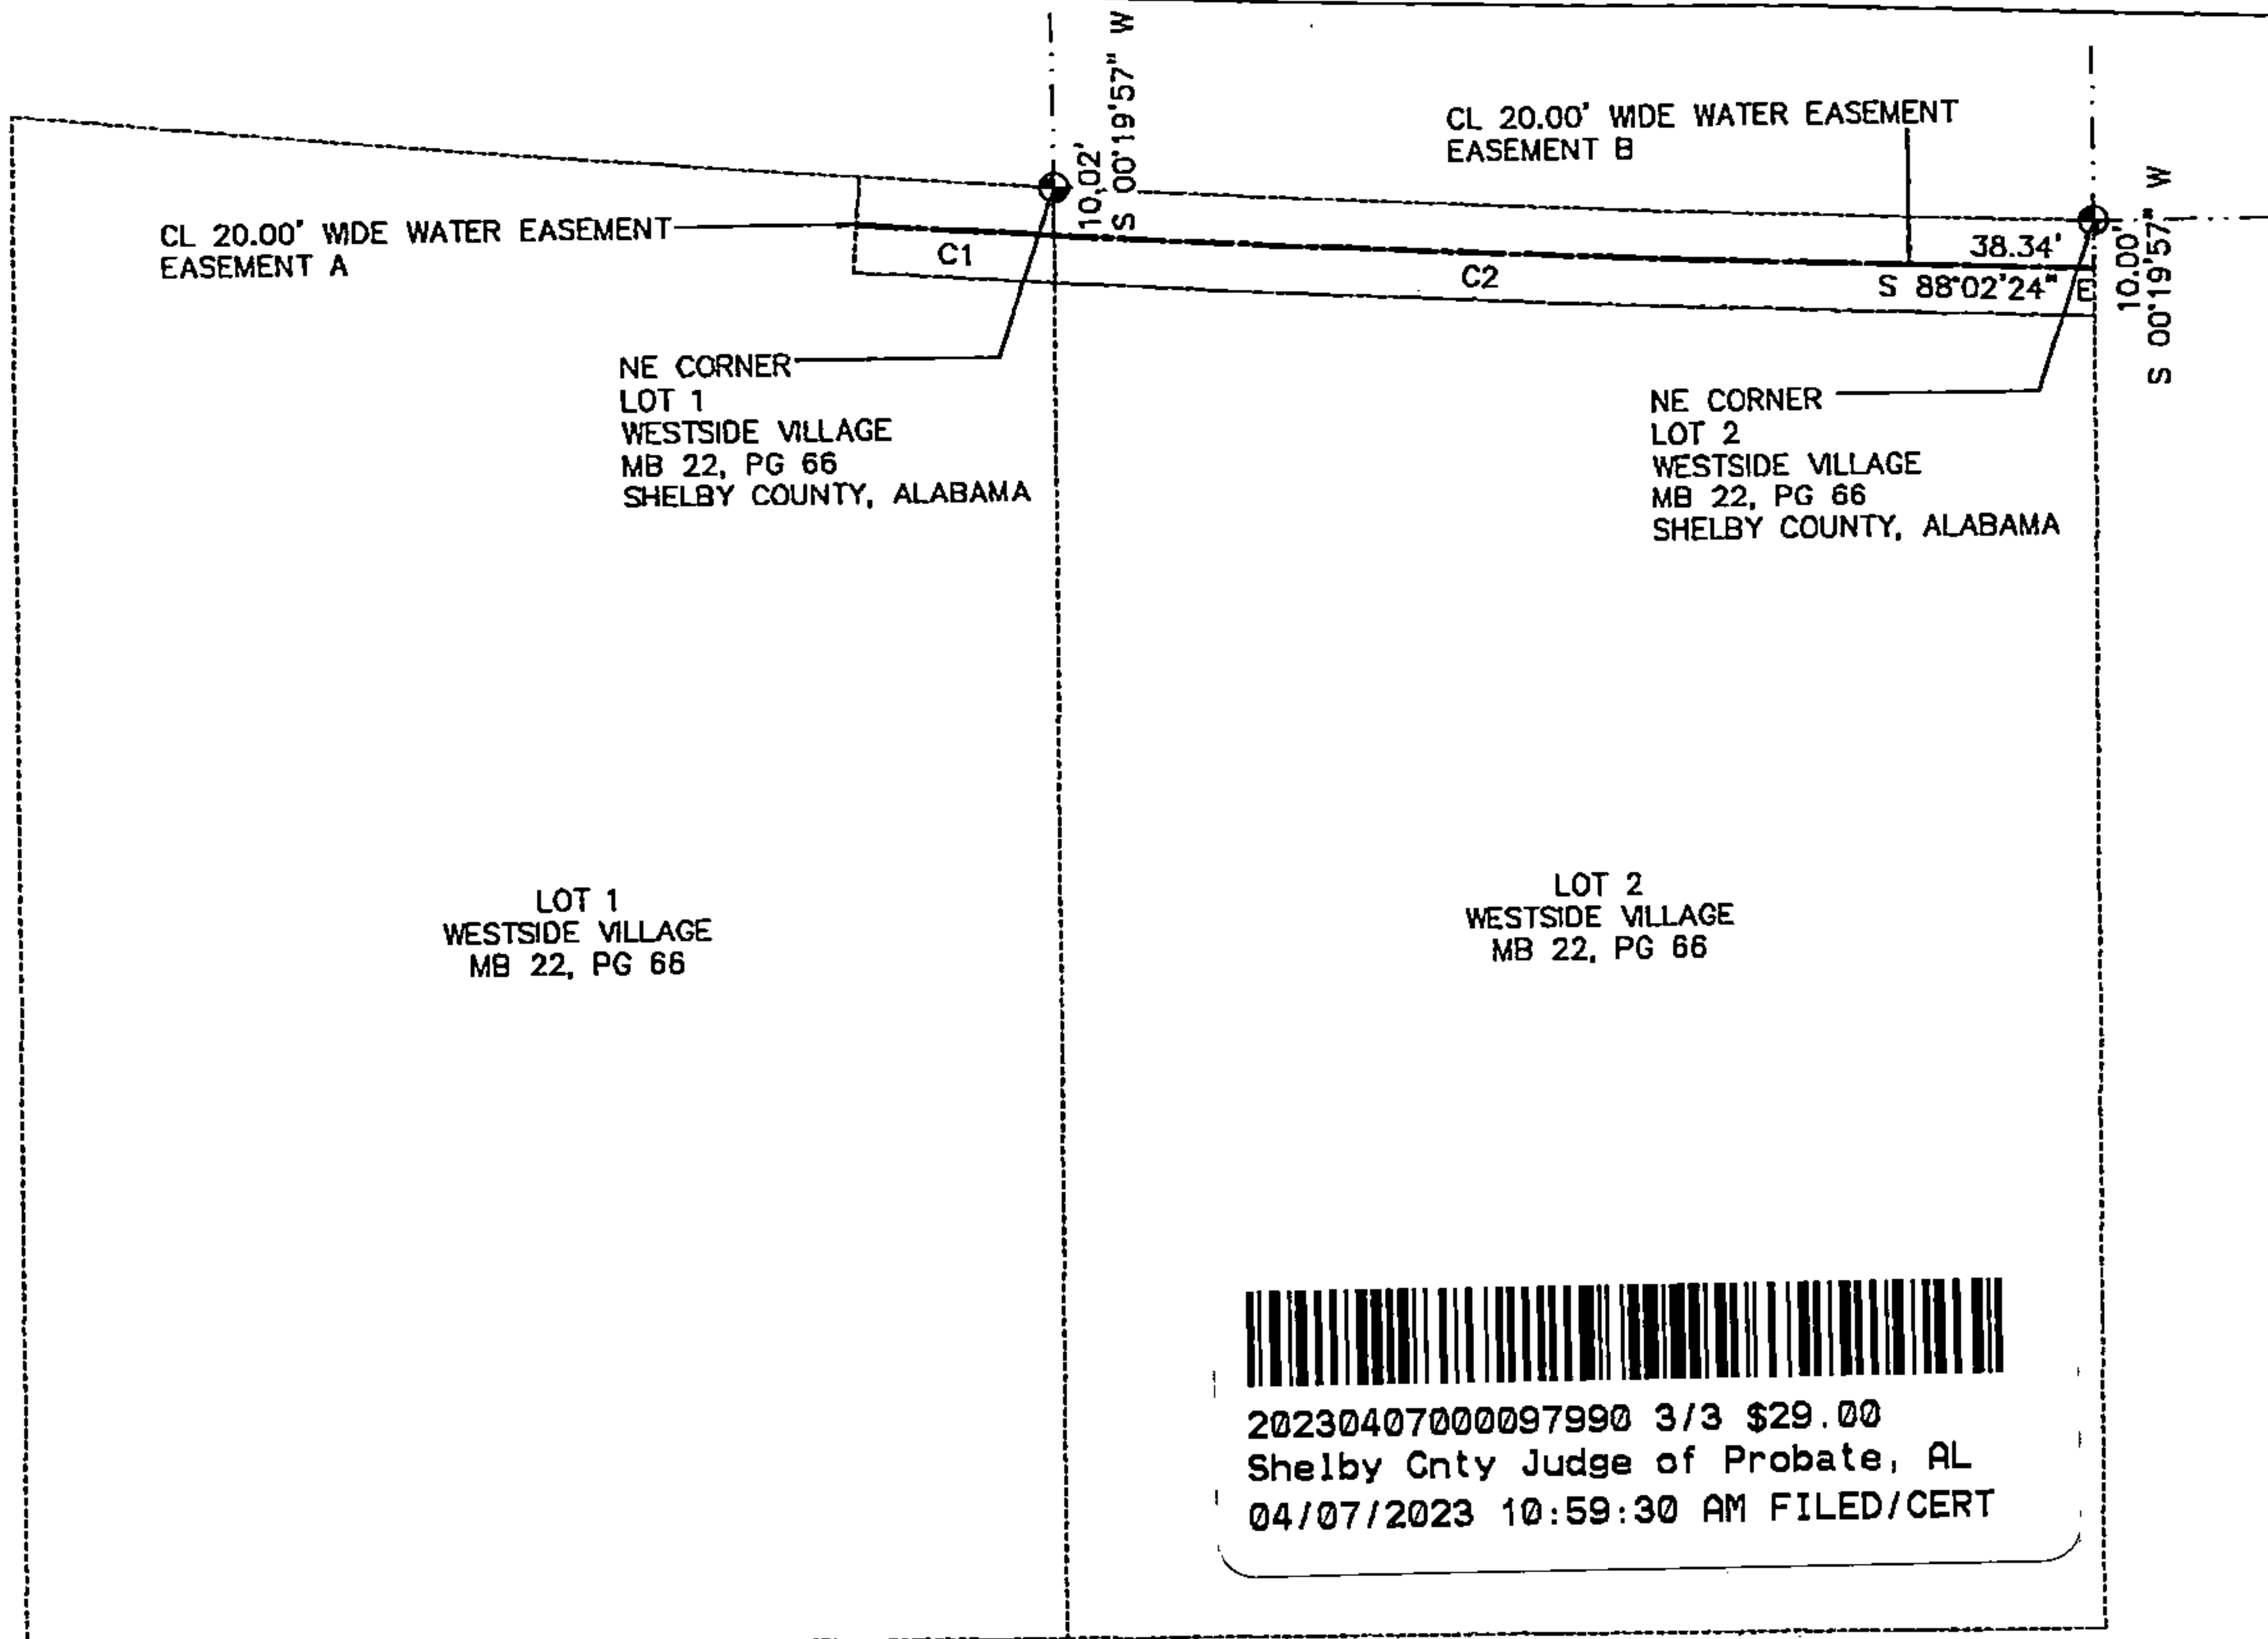 S 00°19'57" W
10.02'
CL 20.00' WIDE WATER EASEMENT
EASEMENT B
CL 20.00' WIDE WATER EASEMENT
EASEMENT A
C1
C2
38.34'
S 88°02'24" E
10.00'
S 00°19'57" W
NE CORNER
LOT 1
WESTSIDE VILLAGE
MB 22, PG 66
SHELBY COUNTY, ALABAMA
NE CORNER
LOT 2
WESTSIDE VILLAGE
MB 22, PG 66
SHELBY COUNTY, ALABAMA
LOT 1
WESTSIDE VILLAGE
MB 22, PG 66
LOT 2
WESTSIDE VILLAGE
MB 22, PG 66
20230407000097990 3/3 $29.00
Shelby Cnty Judge of Probate, AL
04/07/2023 10:59:30 AM FILED/CERT